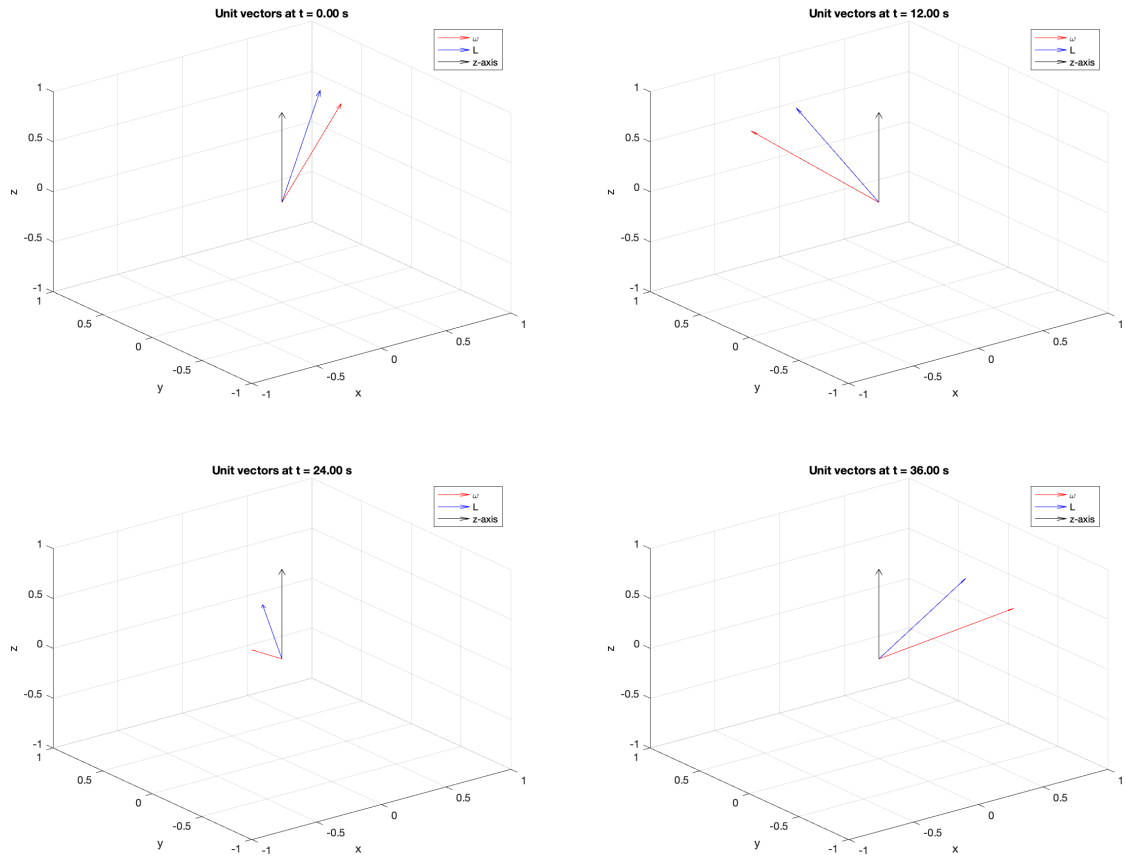 Unit vectors at t = 0.00 s
ω
L
z-axis
1
0.5
0
-0.5
-1
z
1
0.5
0
-0.5
-1
y
-1
-0.5
0
0.5
1
x
Unit vectors at t = 12.00 s
ω
L
z-axis
1
0.5
0
-0.5
-1
z
1
0.5
0
-0.5
-1
y
-1
-0.5
0
0.5
1
x
Unit vectors at t = 24.00 s
ω
L
z-axis
1
0.5
0
-0.5
-1
z
1
0.5
0
-0.5
-1
y
-1
-0.5
0
0.5
1
x
Unit vectors at t = 36.00 s
ω
L
z-axis
1
0.5
0
-0.5
-1
z
1
0.5
0
-0.5
-1
y
-1
-0.5
0
0.5
1
x